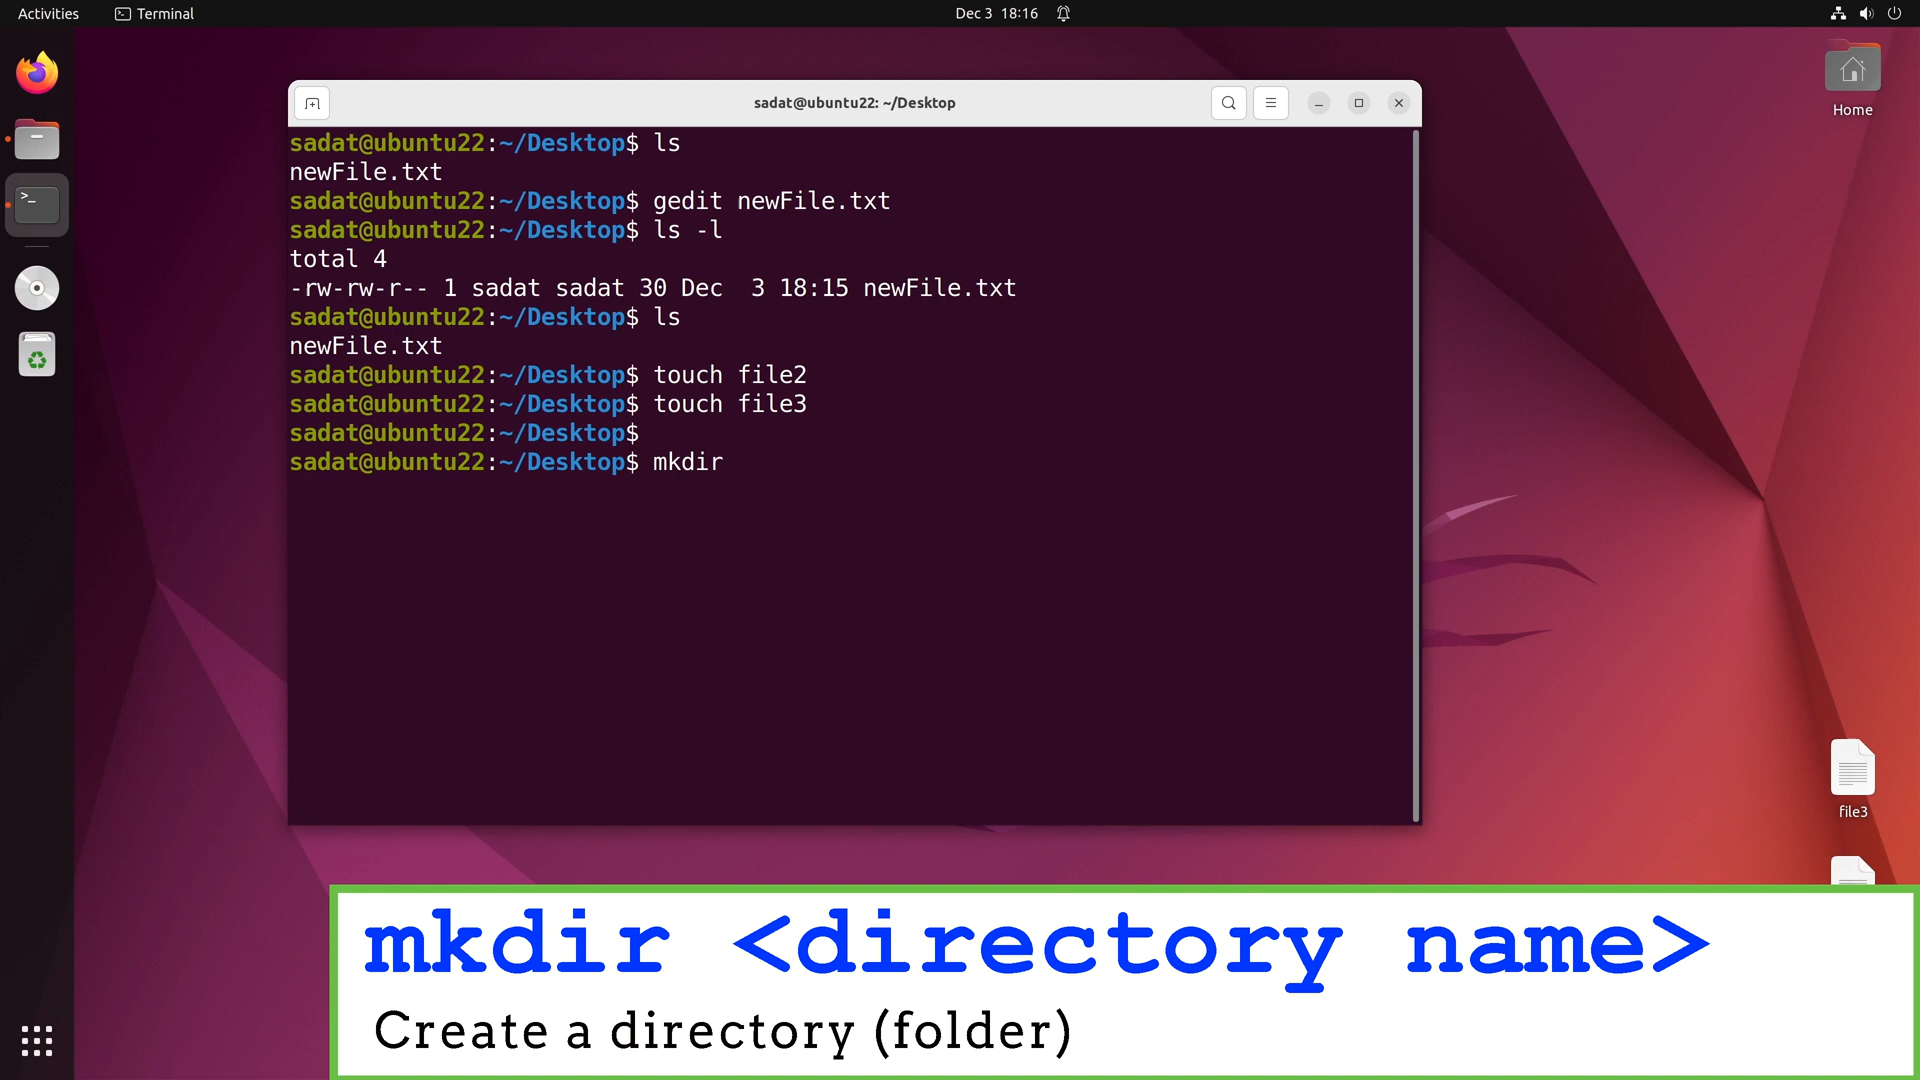 Activities Terminal Dec 3 18:16
Home
sadat@ubuntu22: ~/Desktop
sadat@ubuntu22:~/Desktop$ ls
newFile.txt
sadat@ubuntu22:~/Desktop$ gedit newFile.txt
sadat@ubuntu22:~/Desktop$ ls -l
total 4
-rw-rw-r-- 1 sadat sadat 30 Dec  3 18:15 newFile.txt
sadat@ubuntu22:~/Desktop$ ls
newFile.txt
sadat@ubuntu22:~/Desktop$ touch file2
sadat@ubuntu22:~/Desktop$ touch file3
sadat@ubuntu22:~/Desktop$
sadat@ubuntu22:~/Desktop$ mkdir
file3
mkdir <directory name>
Create a directory (folder)